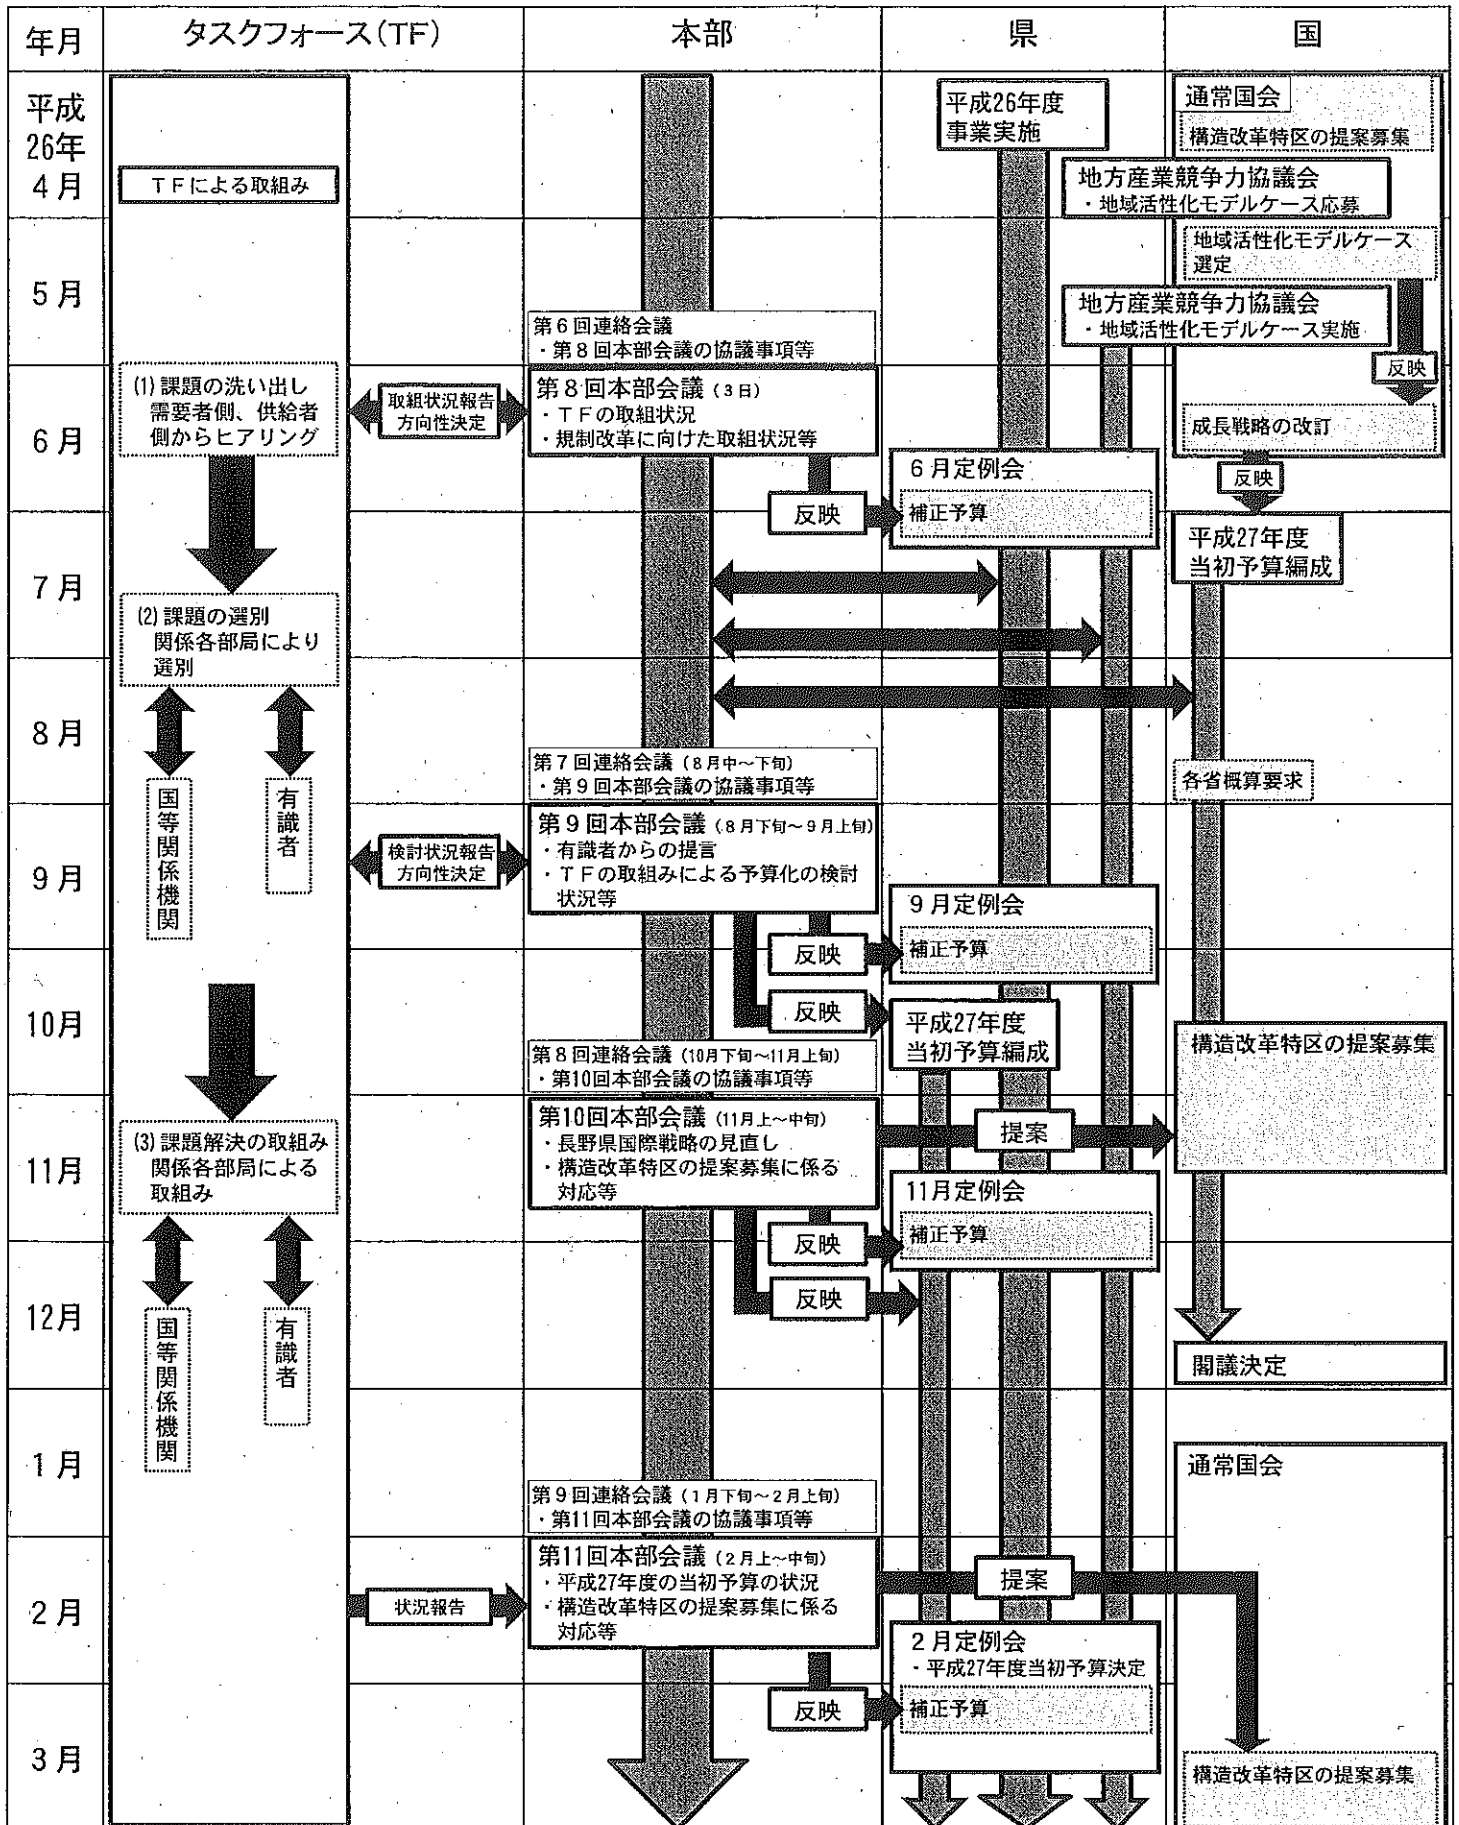 年月
タスクフォース(TF)
本部
県
国
平成
26年
4月
TFによる取組み
平成26年度
事業実施
通常国会
構造改革特区の提案募集
地方産業競争力協議会
・地域活性化モデルケース応募
5月
地域活性化モデルケース
選定
地方産業競争力協議会
・地域活性化モデルケース実施
反映
第6回連絡会議
・第8回本部会議の協議事項等
6月
(1) 課題の洗い出し
需要者側、供給者
側からヒアリング
取組状況報告
方向性決定
第8回本部会議(3日)
・TFの取組状況
・規制改革に向けた取組状況等
成長戦略の改訂
反映
6月定例会
補正予算
反映
7月
平成27年度
当初予算編成
(2) 課題の選別
関係各部局により
選別
8月
国等関係機関
有識者
第7回連絡会議(8月中~下旬)
・第9回本部会議の協議事項等
各省概算要求
9月
検討状況報告
方向性決定
第9回本部会議(8月下旬~9月上旬)
・有識者からの提言
・TFの取組みによる予算化の検討
状況等
9月定例会
補正予算
反映
10月
反映
平成27年度
当初予算編成
構造改革特区の提案募集
第8回連絡会議(10月下旬~11月上旬)
・第10回本部会議の協議事項等
11月
(3) 課題解決の取組み
関係各部局による
取組み
第10回本部会議(11月上~中旬)
・長野県国際戦略の見直し
・構造改革特区の提案募集に係る
対応等
提案
11月定例会
補正予算
反映
12月
反映
国等関係機関
有識者
閣議決定
1月
通常国会
第9回連絡会議(1月下旬~2月上旬)
・第11回本部会議の協議事項等
2月
状況報告
第11回本部会議(2月上~中旬)
・平成27年度の当初予算の状況
・構造改革特区の提案募集に係る
対応等
提案
2月定例会
・平成27年度当初予算決定
補正予算
反映
3月
構造改革特区の提案募集